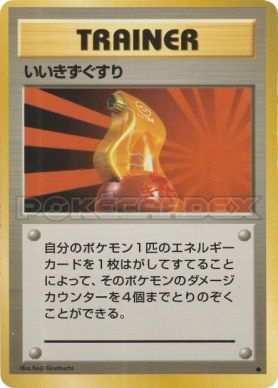 TRAINER
いいきずぐすり
POKECARDEX
自分のポケモン1匹のエネルギー
カードを1枚はがしてすてること
によって、そのポケモンのダメージ
カウンターを4個までとりのぞく
ことができる。
Illus. Keiji Kinebuchi